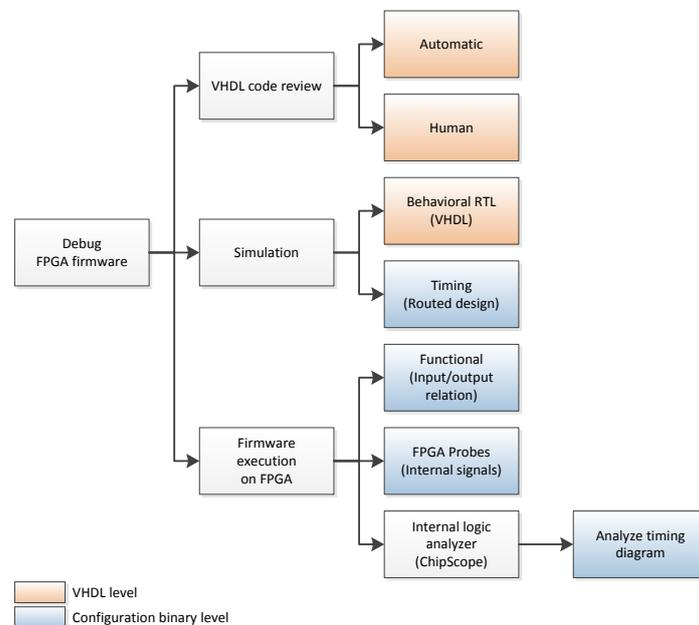 Automatic
VHDL code review
Human
Behavioral RTL
(VHDL)
Debug
FPGA firmware
Simulation
Timing
(Routed design)
Functional
(Input/output
relation)
Firmware
execution
on FPGA
FPGA Probes
(Internal signals)
Internal logic
analyzer
(ChipScope)
Analyze timing
diagram
VHDL level
Configuration binary level